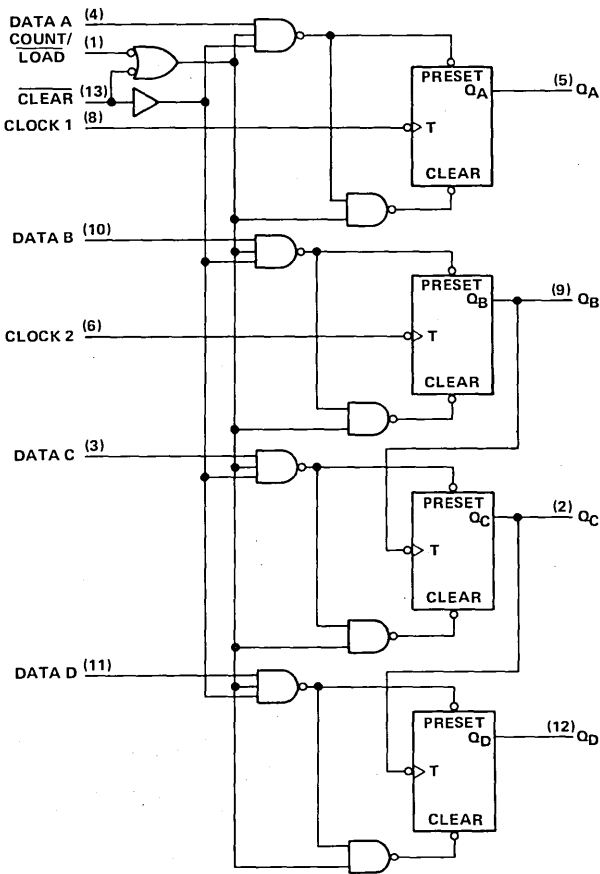 DATA A (4)
COUNT/
LOAD (1)
CLEAR (13)
CLOCK 1 (8)
PRESET
QA (5) QA
T
CLEAR
DATA B (10)
PRESET
QB (9) QB
CLOCK 2 (6)
T
CLEAR
DATA C (3)
PRESET
QC (2) QC
T
CLEAR
DATA D (11)
PRESET
QD (12) QD
T
CLEAR